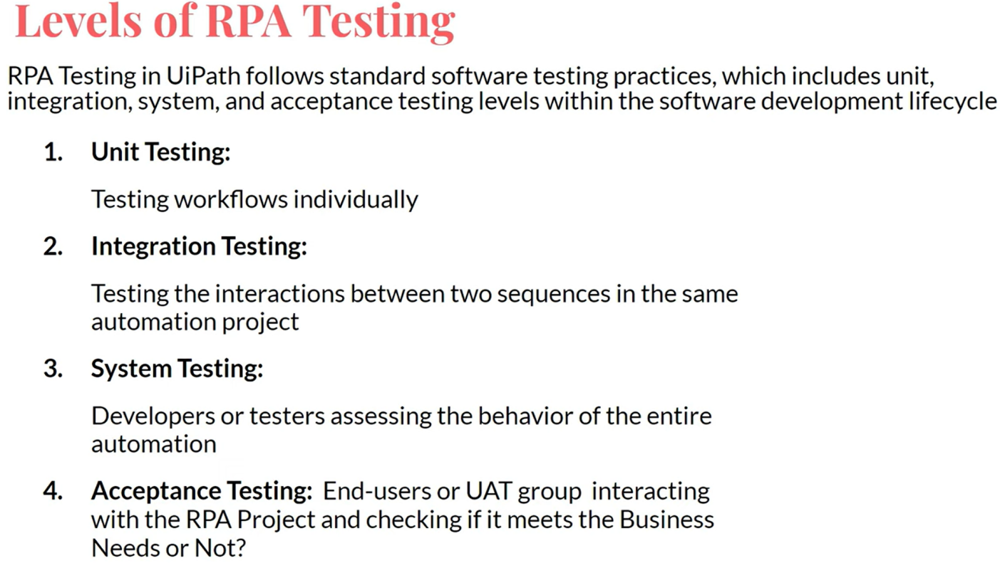 Levels of RPA Testing
RPA Testing in UiPath follows standard software testing practices, which includes unit,
integration, system, and acceptance testing levels within the software development lifecycle
1. Unit Testing:
Testing workflows individually
2. Integration Testing:
Testing the interactions between two sequences in the same
automation project
3. System Testing:
Developers or testers assessing the behavior of the entire
automation
4. Acceptance Testing: End-users or UAT group interacting
with the RPA Project and checking if it meets the Business
Needs or Not?